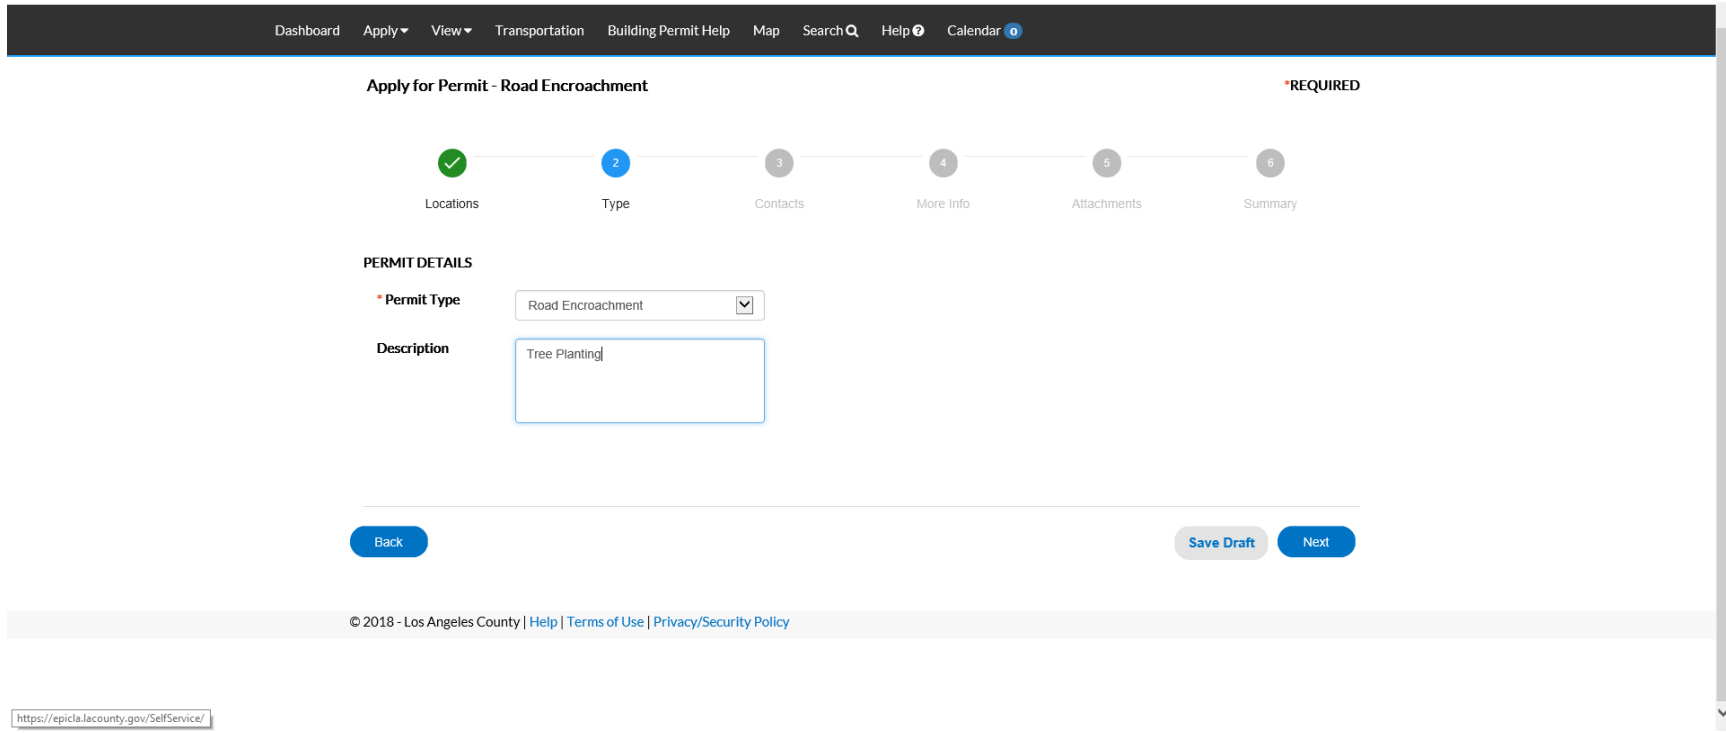 Dashboard Apply View Transportation Building Permit Help Map Search Help Calendar 0
Apply for Permit - Road Encroachment *REQUIRED
2 3 4 5 6
Locations Type Contacts More Info Attachments Summary
PERMIT DETAILS
* Permit Type Road Encroachment
Description Tree Planting
Back Save Draft Next
© 2018 - Los Angeles County | Help | Terms of Use | Privacy/Security Policy
https://epicla.lacounty.gov/SelfService/